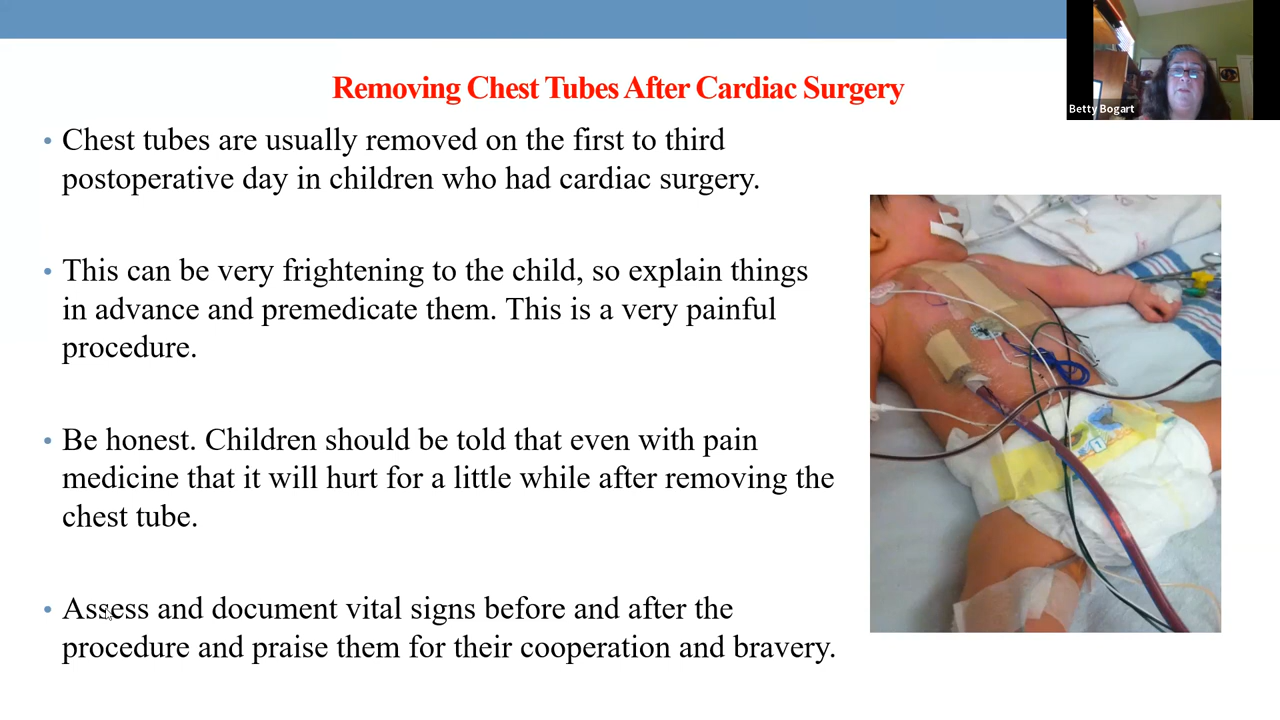 Removing Chest Tubes After Cardiac Surgery
Betty Bogart
• Chest tubes are usually removed on the first to third
postoperative day in children who had cardiac surgery.
• This can be very frightening to the child, so explain things
in advance and premedicate them. This is a very painful
procedure.
• Be honest. Children should be told that even with pain
medicine that it will hurt for a little while after removing the
chest tube.
• Assess and document vital signs before and after the
procedure and praise them for their cooperation and bravery.